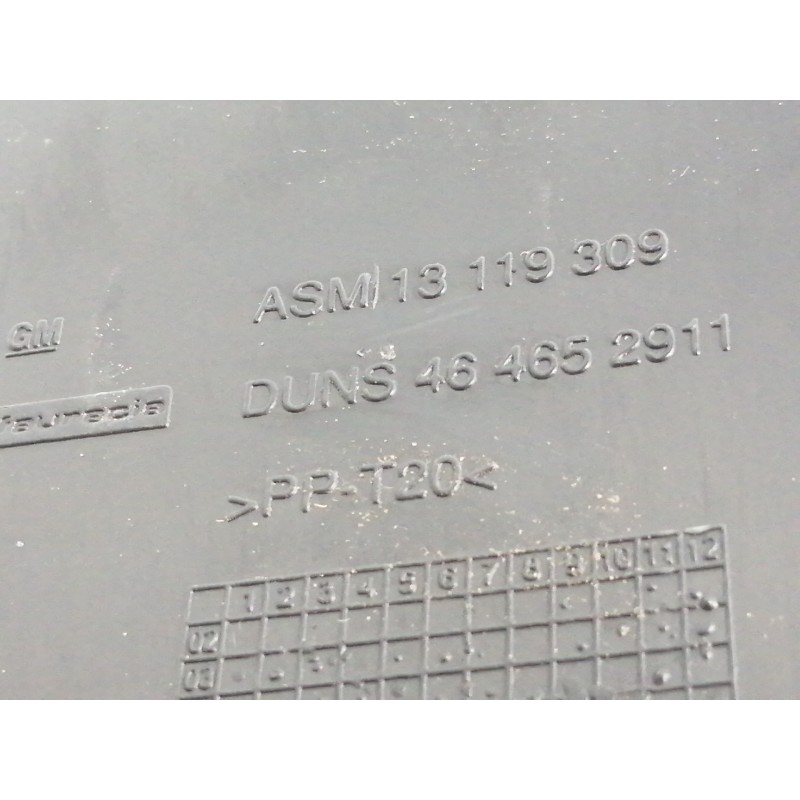 ASM 13 119 309
GM
DUNS 46 465 2911
faurecia
>PP-T20<
1 2 3 4 5 6 7 8 9 10 11 12
02
03